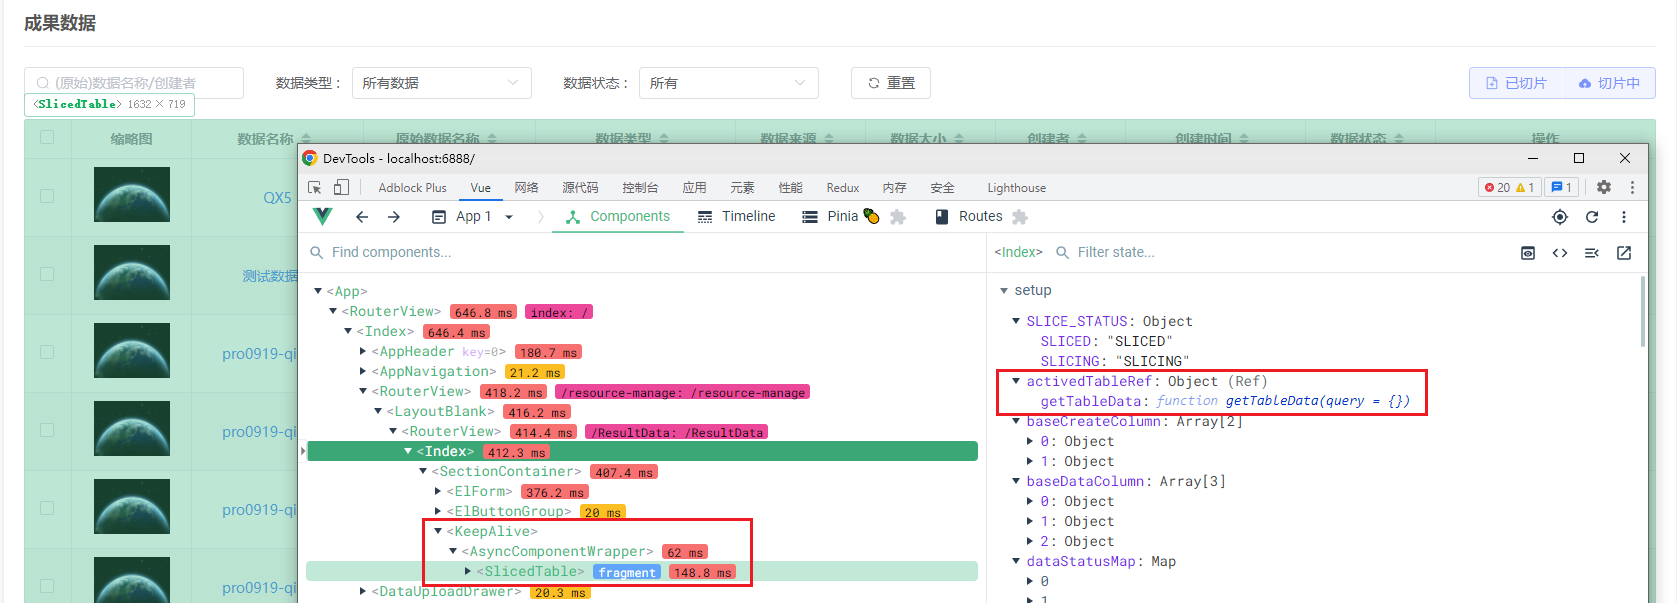 成果数据
(原始)数据名称/创建者
数据类型：
所有数据
数据状态：
所有
重置
已切片
切片中
<SlicedTable> 1632 × 719
缩略图
数据名称
原始数据名称
数据类型
数据来源
数据大小
创建者
创建时间
数据状态
操作
QX5
测试数据
pro0919-qi
pro0919-qi
pro0919-qi
pro0919-qi
DevTools - localhost:6888/
Adblock Plus Vue 网络 源代码 控制台 应用 元素 性能 Redux 内存 安全 Lighthouse
20 1 1
App 1 Components Timeline Pinia Routes
Find components...
<App>
<RouterView> 646.8 ms index: /
<Index> 646.4 ms
<AppHeader key=0> 180.7 ms
<AppNavigation> 21.2 ms
<RouterView> 418.2 ms /resource-manage: /resource-manage
<LayoutBlank> 416.2 ms
<RouterView> 414.4 ms /ResultData: /ResultData
<Index> 412.3 ms
<SectionContainer> 407.4 ms
<ElForm> 376.2 ms
<ElButtonGroup> 20 ms
<KeepAlive>
<AsyncComponentWrapper> 62 ms
<SlicedTable> fragment 148.8 ms
<DataUploadDrawer> 20.3 ms
<Index> Filter state...
setup
SLICE_STATUS: Object
SLICED: "SLICED"
SLICING: "SLICING"
activedTableRef: Object (Ref)
getTableData: function getTableData(query = {})
baseCreateColumn: Array[2]
0: Object
1: Object
baseDataColumn: Array[3]
0: Object
1: Object
2: Object
dataStatusMap: Map
0
1